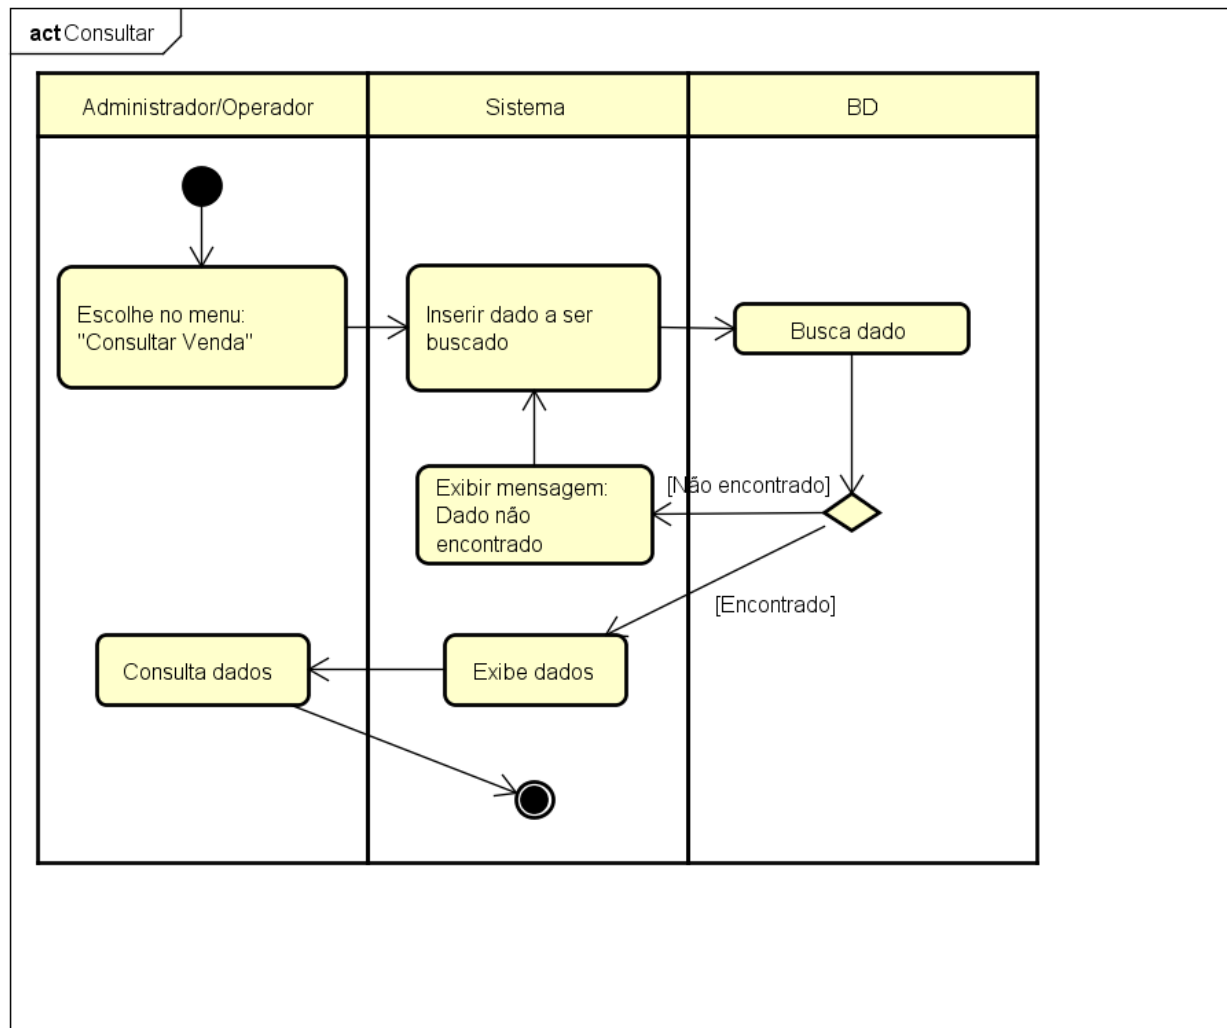 act Consultar
Administrador/Operador
Sistema
BD
Escolhe no menu:
"Consultar Venda"
Inserir dado a ser
buscado
Busca dado
Exibir mensagem:
Dado não
encontrado
[Não encontrado]
[Encontrado]
Consulta dados
Exibe dados